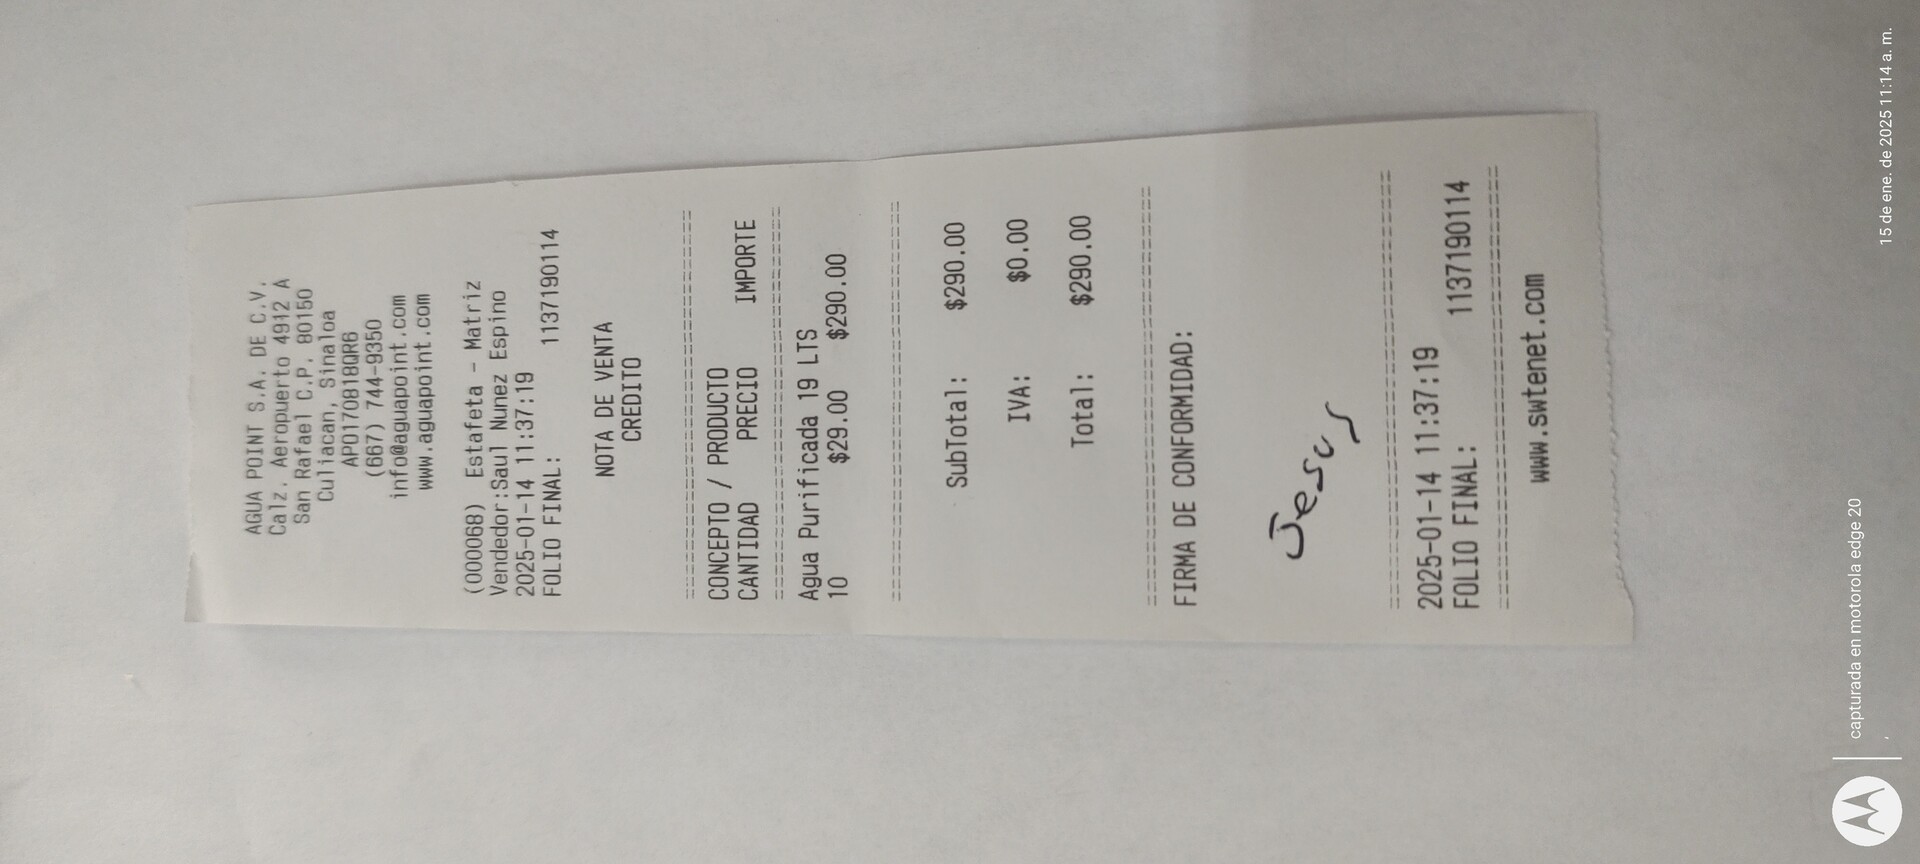 AGUA POINT S.A. DE C.V.
Calz. Aeropuerto 4912 A
San Rafael C.P. 80150
Culiacan, Sinaloa
APO170818QR6
(667) 744-9350
info@aguapoint.com
www.aguapoint.com
(000068) Estafeta - Matriz
Vendedor:Saul Nunez Espino
2025-01-14 11:37:19
FOLIO FINAL: 1137190114
NOTA DE VENTA
CREDITO
CONCEPTO / PRODUCTO
CANTIDAD PRECIO IMPORTE
Agua Purificada 19 LTS
10 $29.00 $290.00
SubTotal: $290.00
IVA: $0.00
Total: $290.00
FIRMA DE CONFORMIDAD:
Jesus
2025-01-14 11:37:19
FOLIO FINAL: 1137190114
www.swtenet.com
capturada en motorola edge 20
15 de ene. de 2025 11:14 a. m.